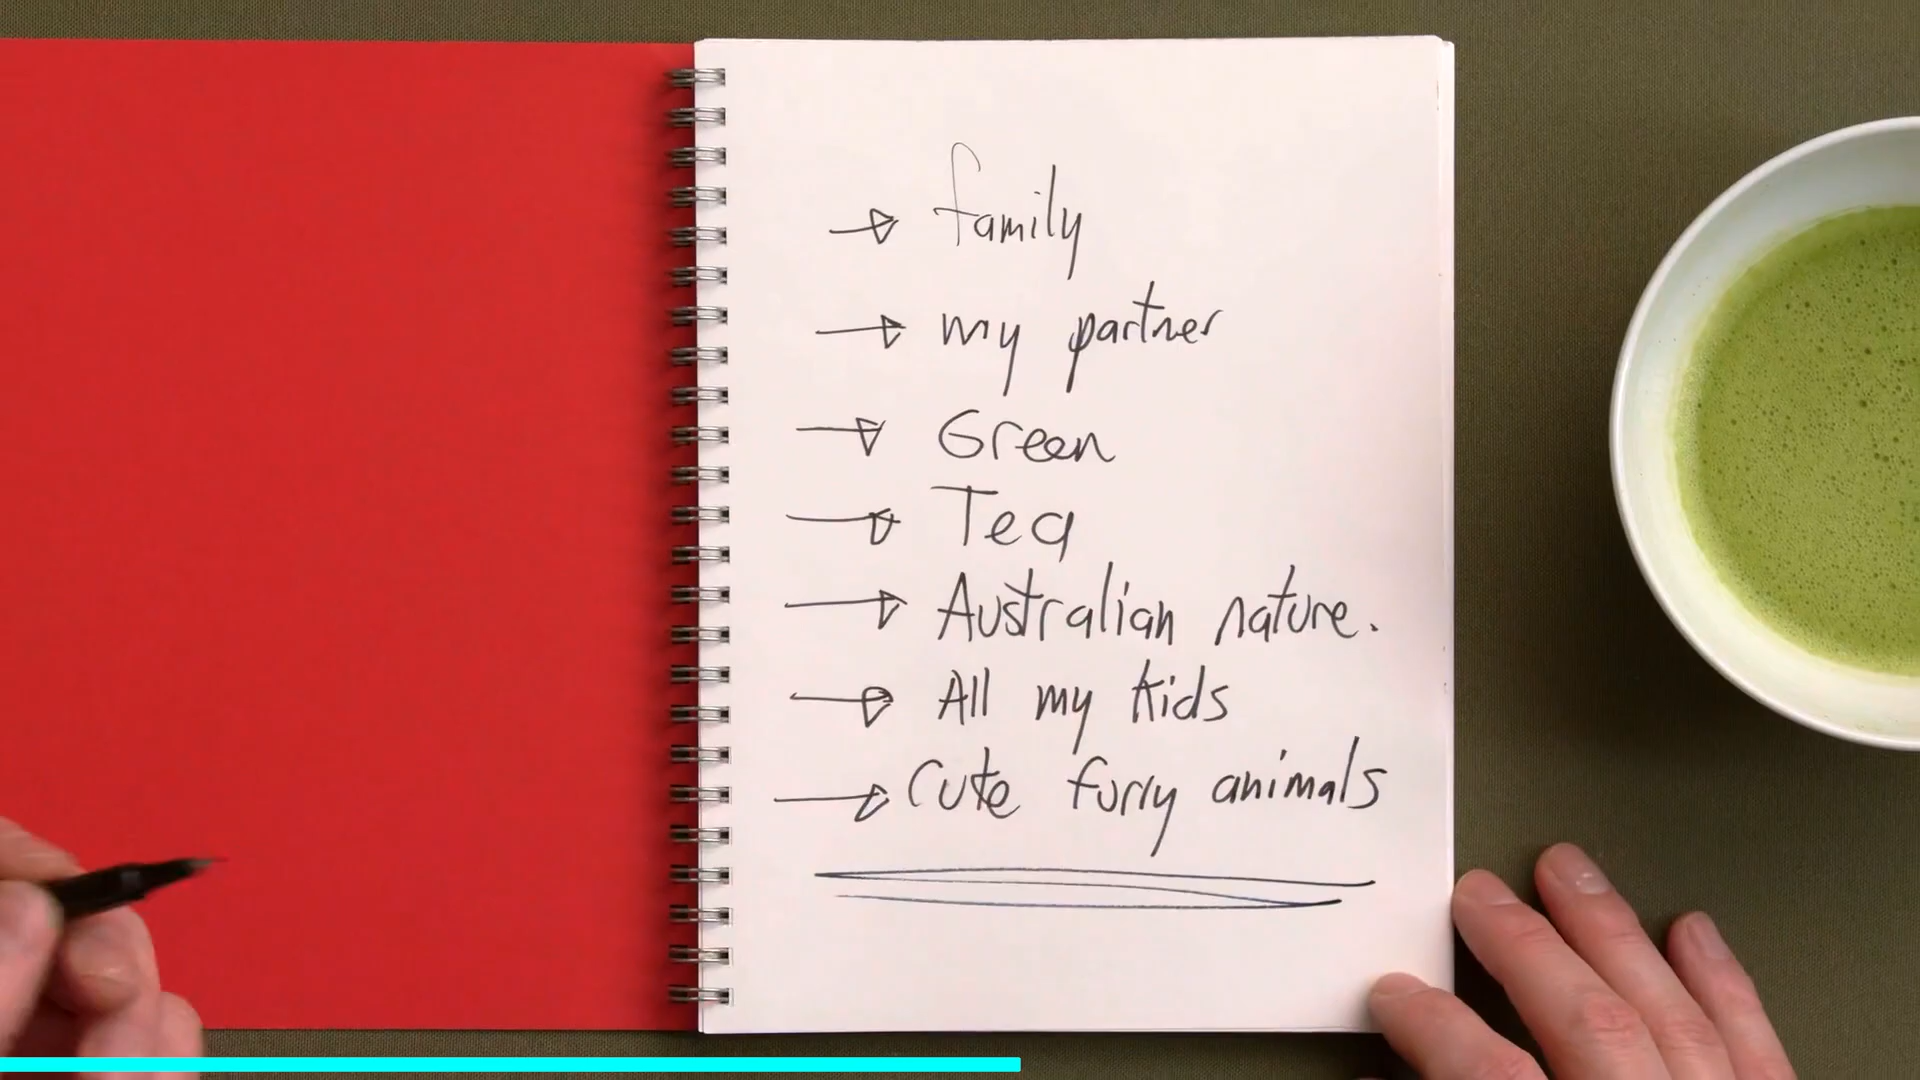 → family
→ my partner
→ Green
→ Tea
→ Australian nature.
→ All my kids
→ Cute furry animals